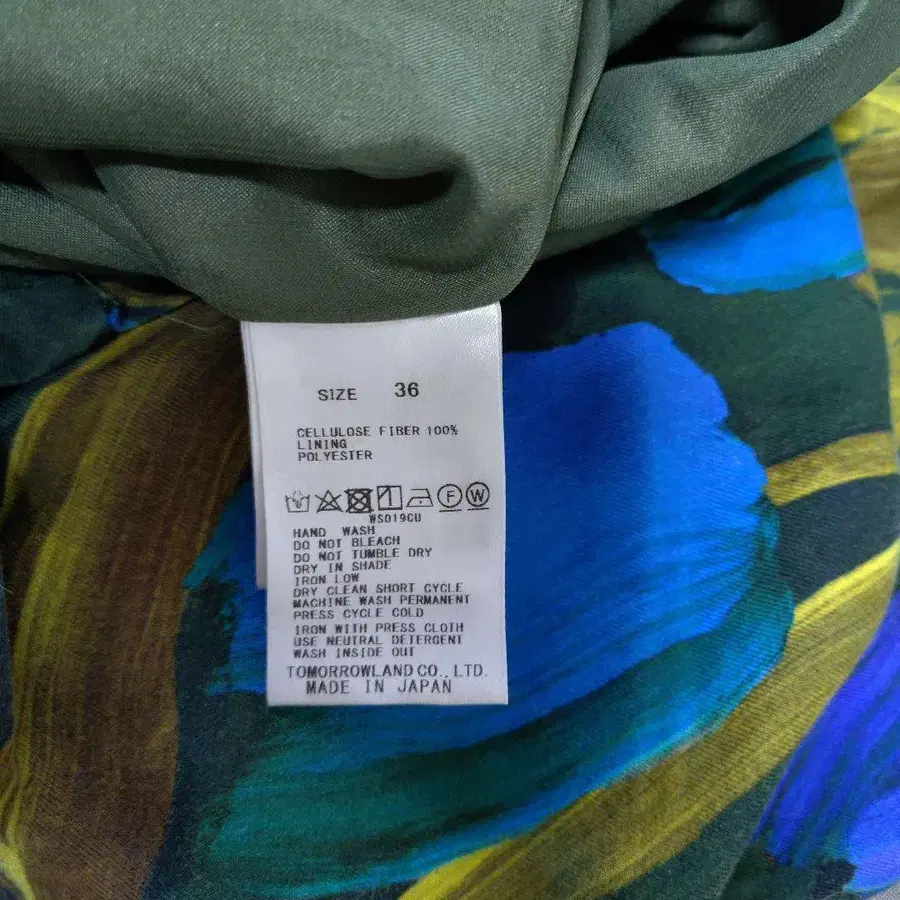 SIZE 36
CELLULOSE FIBER 100%
LINING
POLYESTER
F W
WS019GU
HAND WASH
DO NOT BLEACH
DO NOT TUMBLE DRY
DRY IN SHADE
IRON LOW
DRY CLEAN SHORT CYCLE
MACHINE WASH PERMANENT
PRESS CYCLE COLD
IRON WITH PRESS CLOTH
USE NEUTRAL DETERGENT
WASH INSIDE OUT
TOMORROWLAND CO., LTD.
MADE IN JAPAN